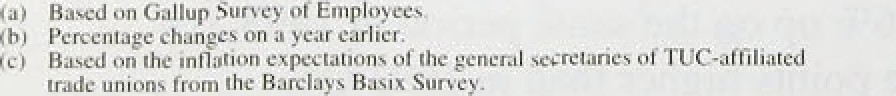 (a) Based on Gallup Survey of Employees.
(b) Percentage changes on a year earlier.
(c) Based on the inflation expectations of the general secretaries of TUC-affiliated
trade unions from the Barclays Basix Survey.